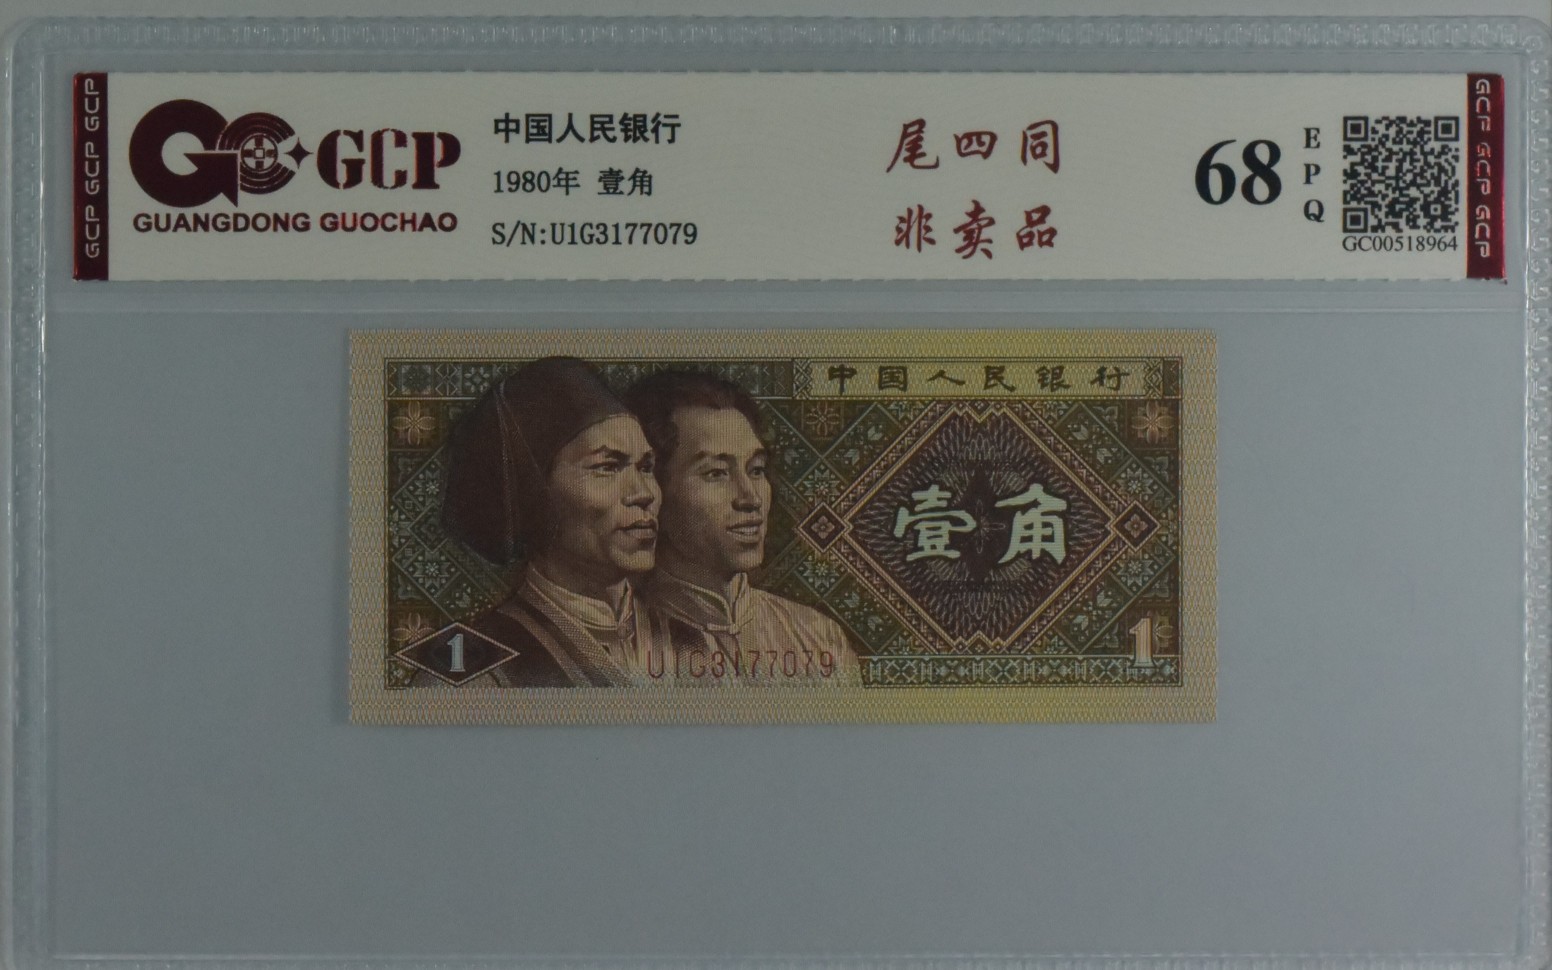 GCP GCP GCP
GCP
GUANGDONG GUOCHAO
中国人民银行
1980年 壹角
S/N:U1G3177079
尾四同
非卖品
68
EPQ
GC00518964
GCP GCP GCP
中国人民银行
壹角
1
U1G3177079
1